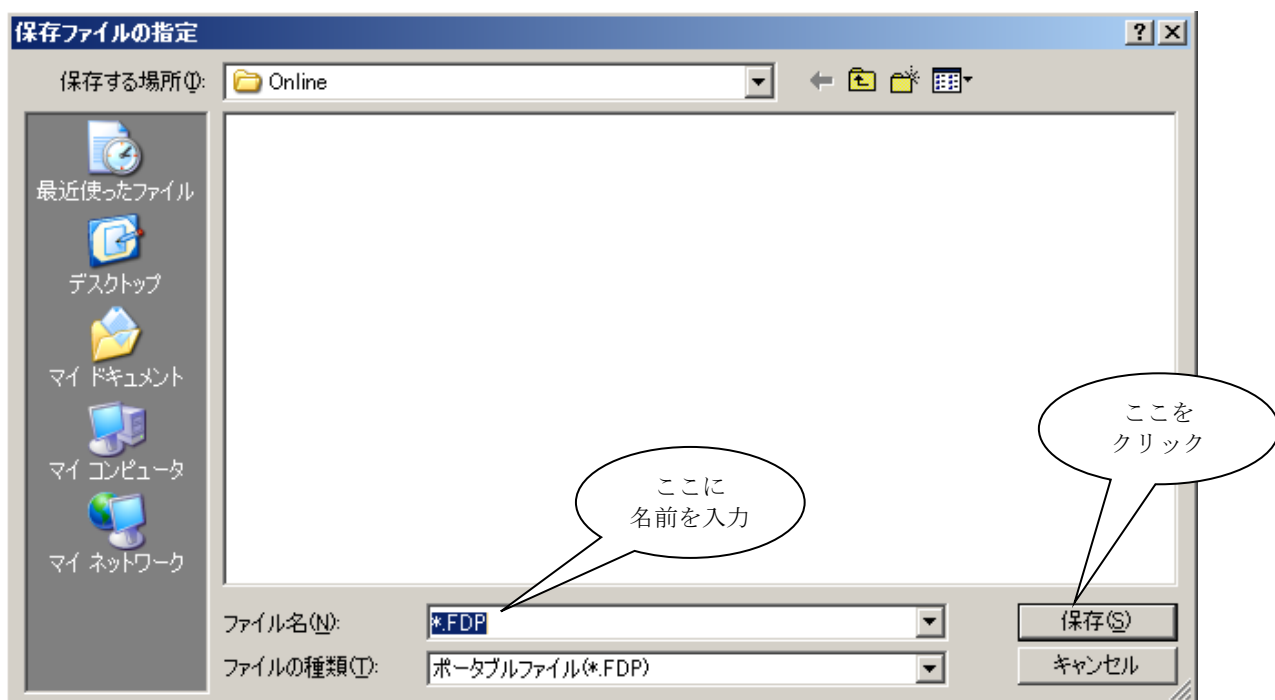 保存ファイルの指定
保存する場所(I):
Online
最近使ったファイル
デスクトップ
マイ ドキュメント
マイ コンピュータ
マイ ネットワーク
ここを
クリック
ここに
名前を入力
ファイル名(N):
*.FDP
保存(S)
ファイルの種類(T):
ポータブルファイル(*.FDP)
キャンセル